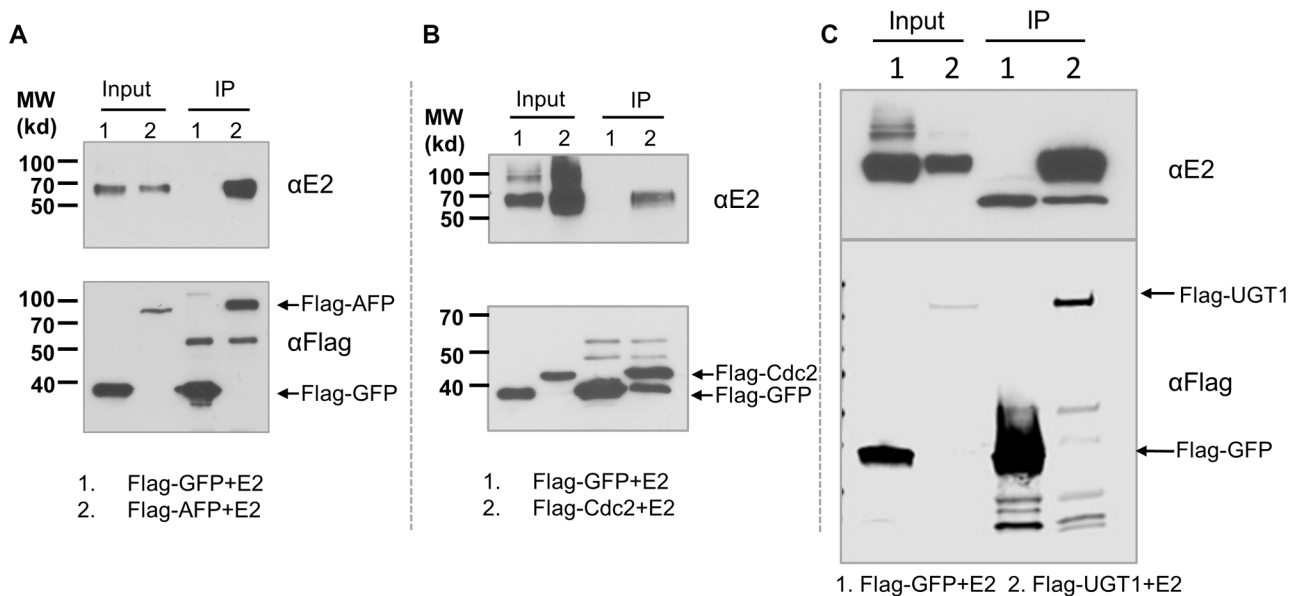 A
Input IP
MW
(kd)
1 2 1 2
100
70
50
αE2
100
70
50
40
Flag-AFP
αFlag
Flag-GFP
1. Flag-GFP+E2
2. Flag-AFP+E2
B
Input IP
MW
(kd)
1 2 1 2
100
70
50
αE2
70
50
40
Flag-Cdc2
Flag-GFP
1. Flag-GFP+E2
2. Flag-Cdc2+E2
C
Input IP
1 2 1 2
αE2
Flag-UGT1
αFlag
Flag-GFP
1. Flag-GFP+E2 2. Flag-UGT1+E2